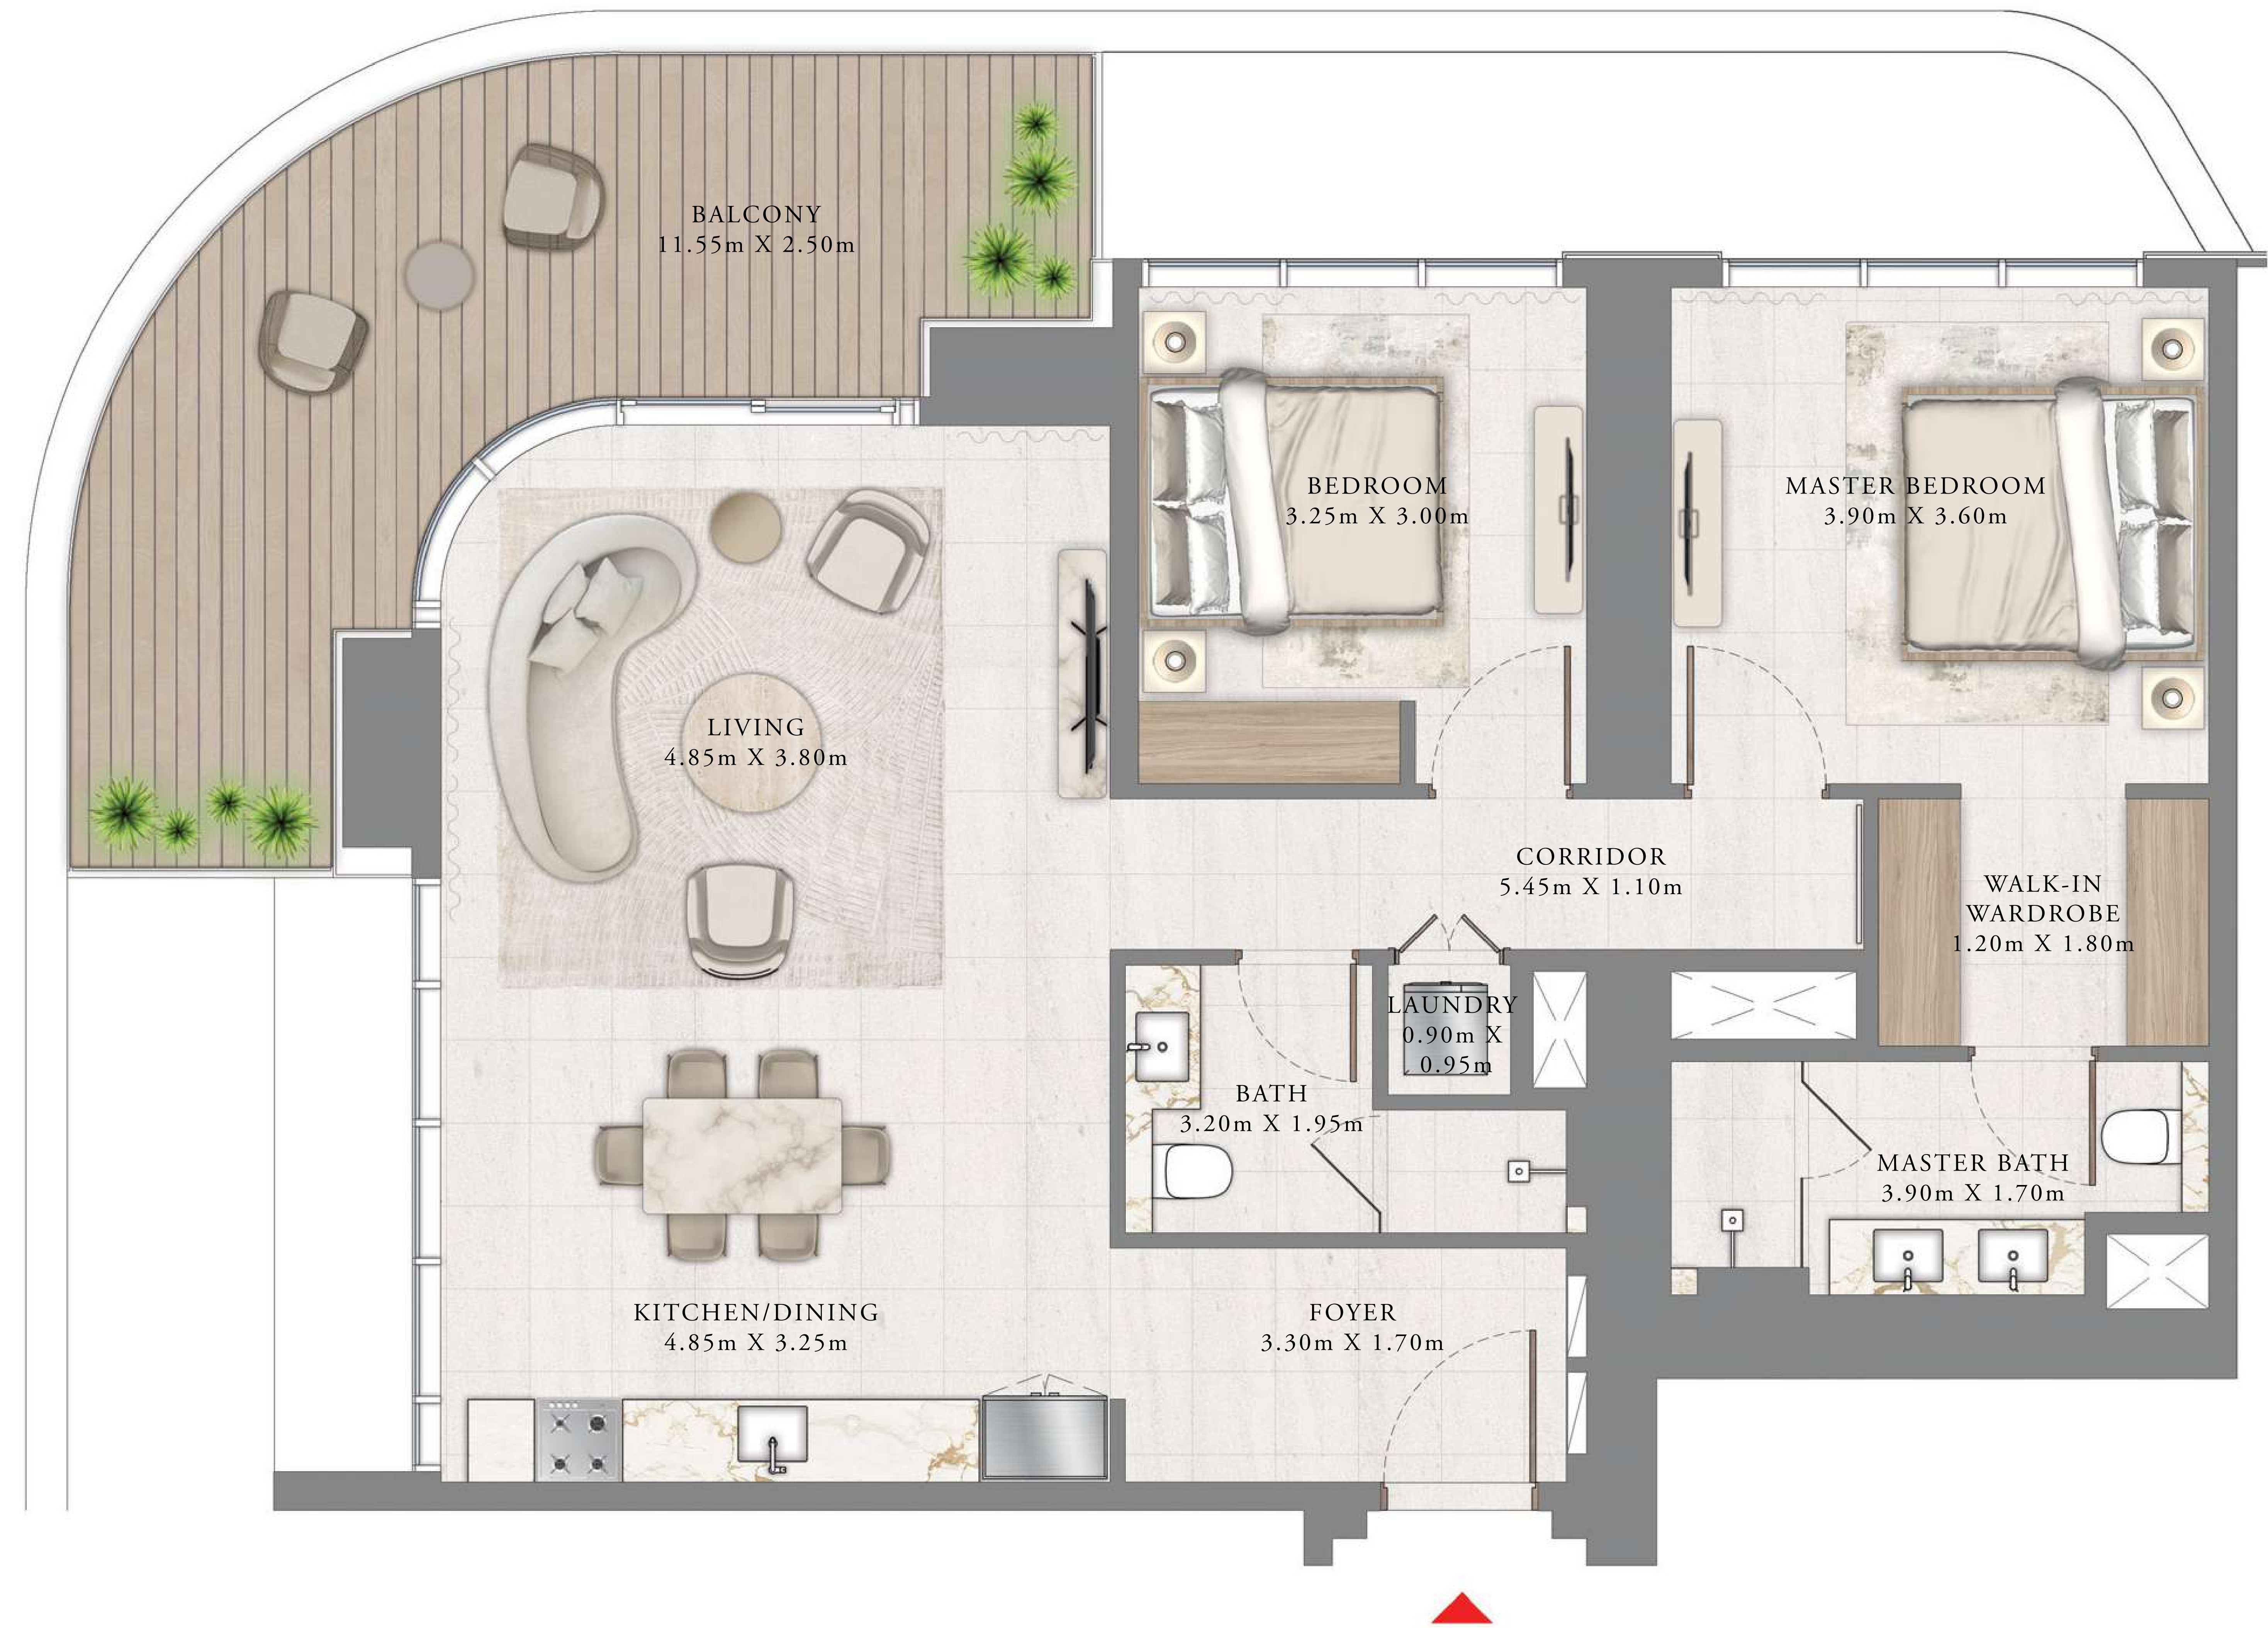 BALCONY
11.55m X 2.50m
BEDROOM
3.25m X 3.00m
MASTER BEDROOM
3.90m X 3.60m
LIVING
4.85m X 3.80m
CORRIDOR
5.45m X 1.10m
WALK-IN
WARDROBE
1.20m X 1.80m
LAUNDRY
0.90m X
0.95m
BATH
3.20m X 1.95m
MASTER BATH
3.90m X 1.70m
KITCHEN/DINING
4.85m X 3.25m
FOYER
3.30m X 1.70m